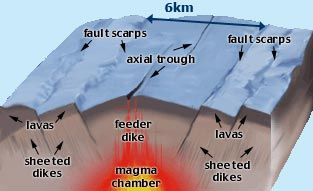 6km
fault scarps
fault scarps
axial trough
lavas
feeder
dike
lavas
sheeted
dikes
magma
chamber
sheeted
dikes